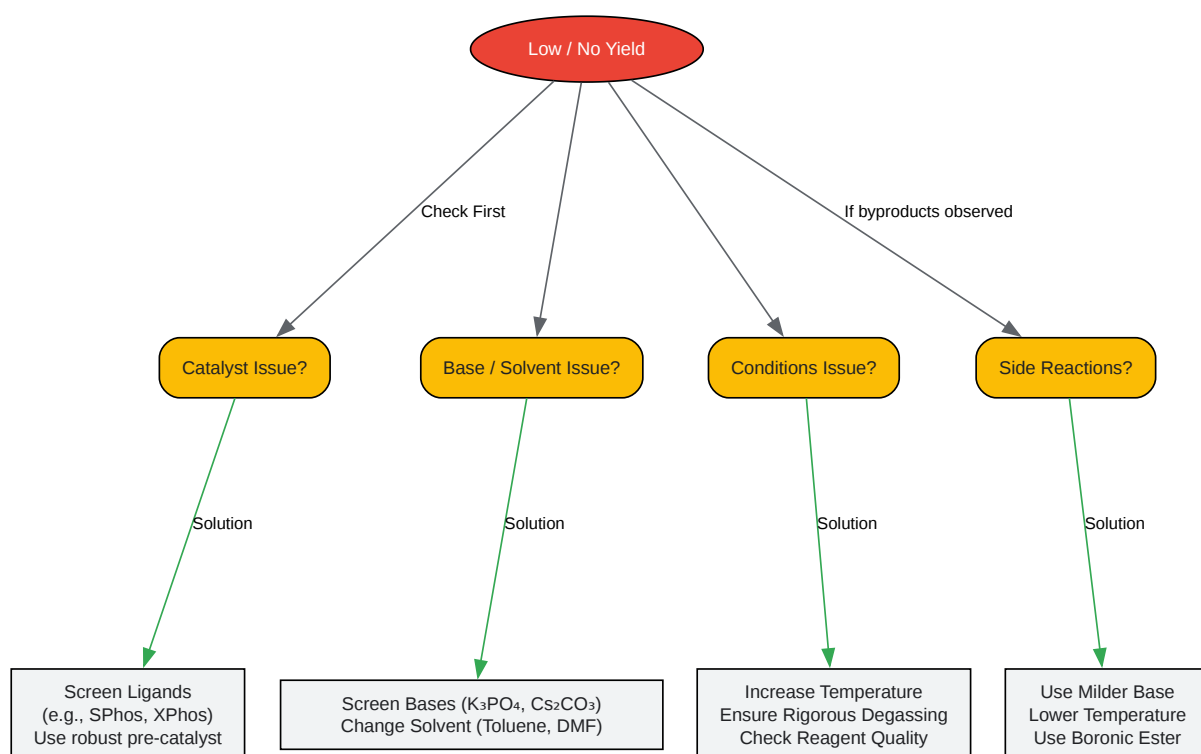 Low / No Yield
Check First
If byproducts observed
Catalyst Issue?
Base / Solvent Issue?
Conditions Issue?
Side Reactions?
Solution
Solution
Solution
Solution
Screen Ligands
(e.g., SPhos, XPhos)
Use robust pre-catalyst
Screen Bases (K₃PO₄, Cs₂CO₃)
Change Solvent (Toluene, DMF)
Increase Temperature
Ensure Rigorous Degassing
Check Reagent Quality
Use Milder Base
Lower Temperature
Use Boronic Ester